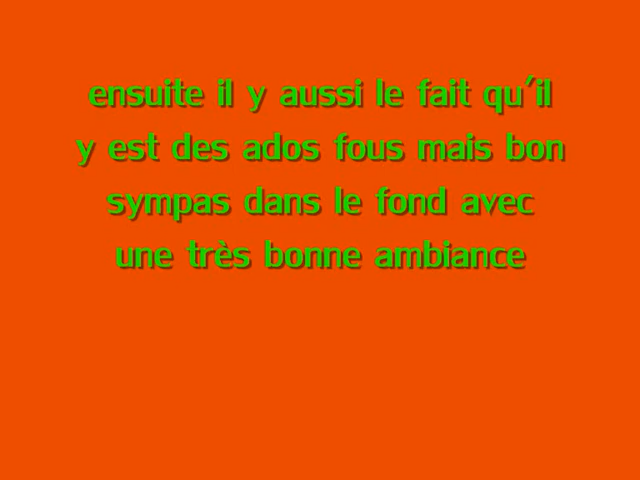 ensuite il y aussi le fait qu'il
y est des ados fous mais bon
sympas dans le fond avec
une très bonne ambiance